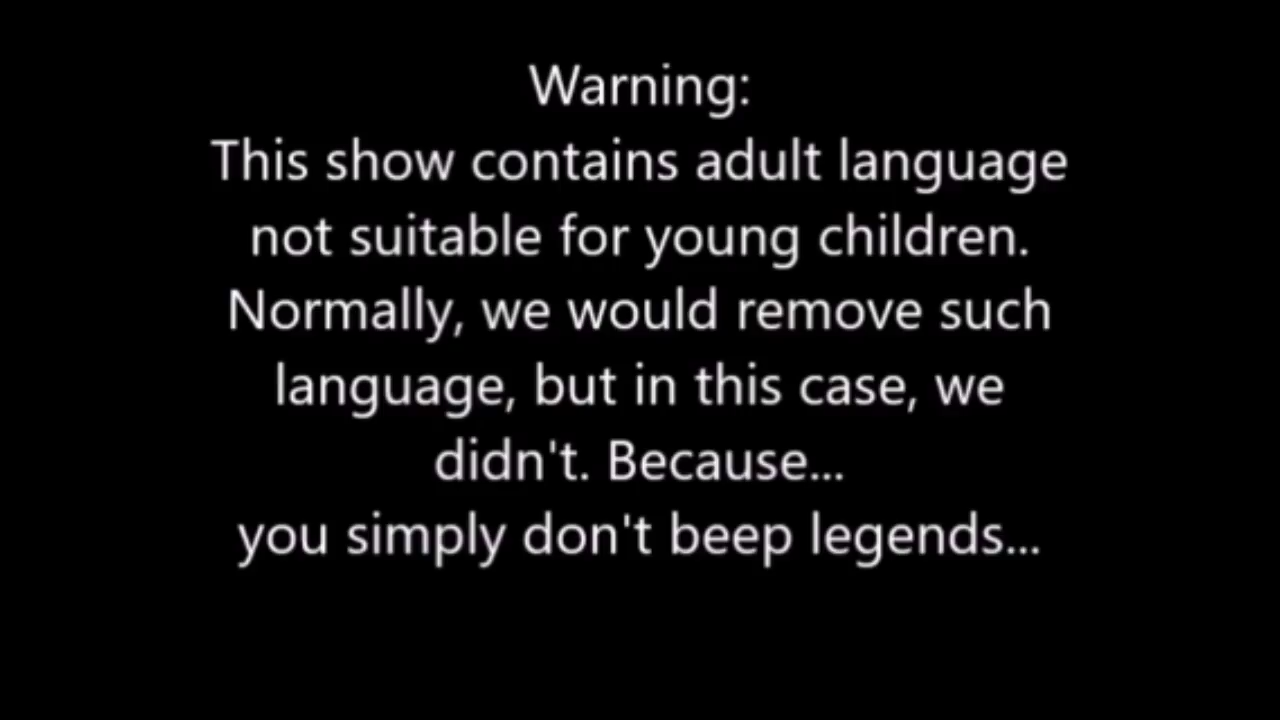 Warning:
This show contains adult language
not suitable for young children.
Normally, we would remove such
language, but in this case, we
didn't. Because...
you simply don't beep legends...